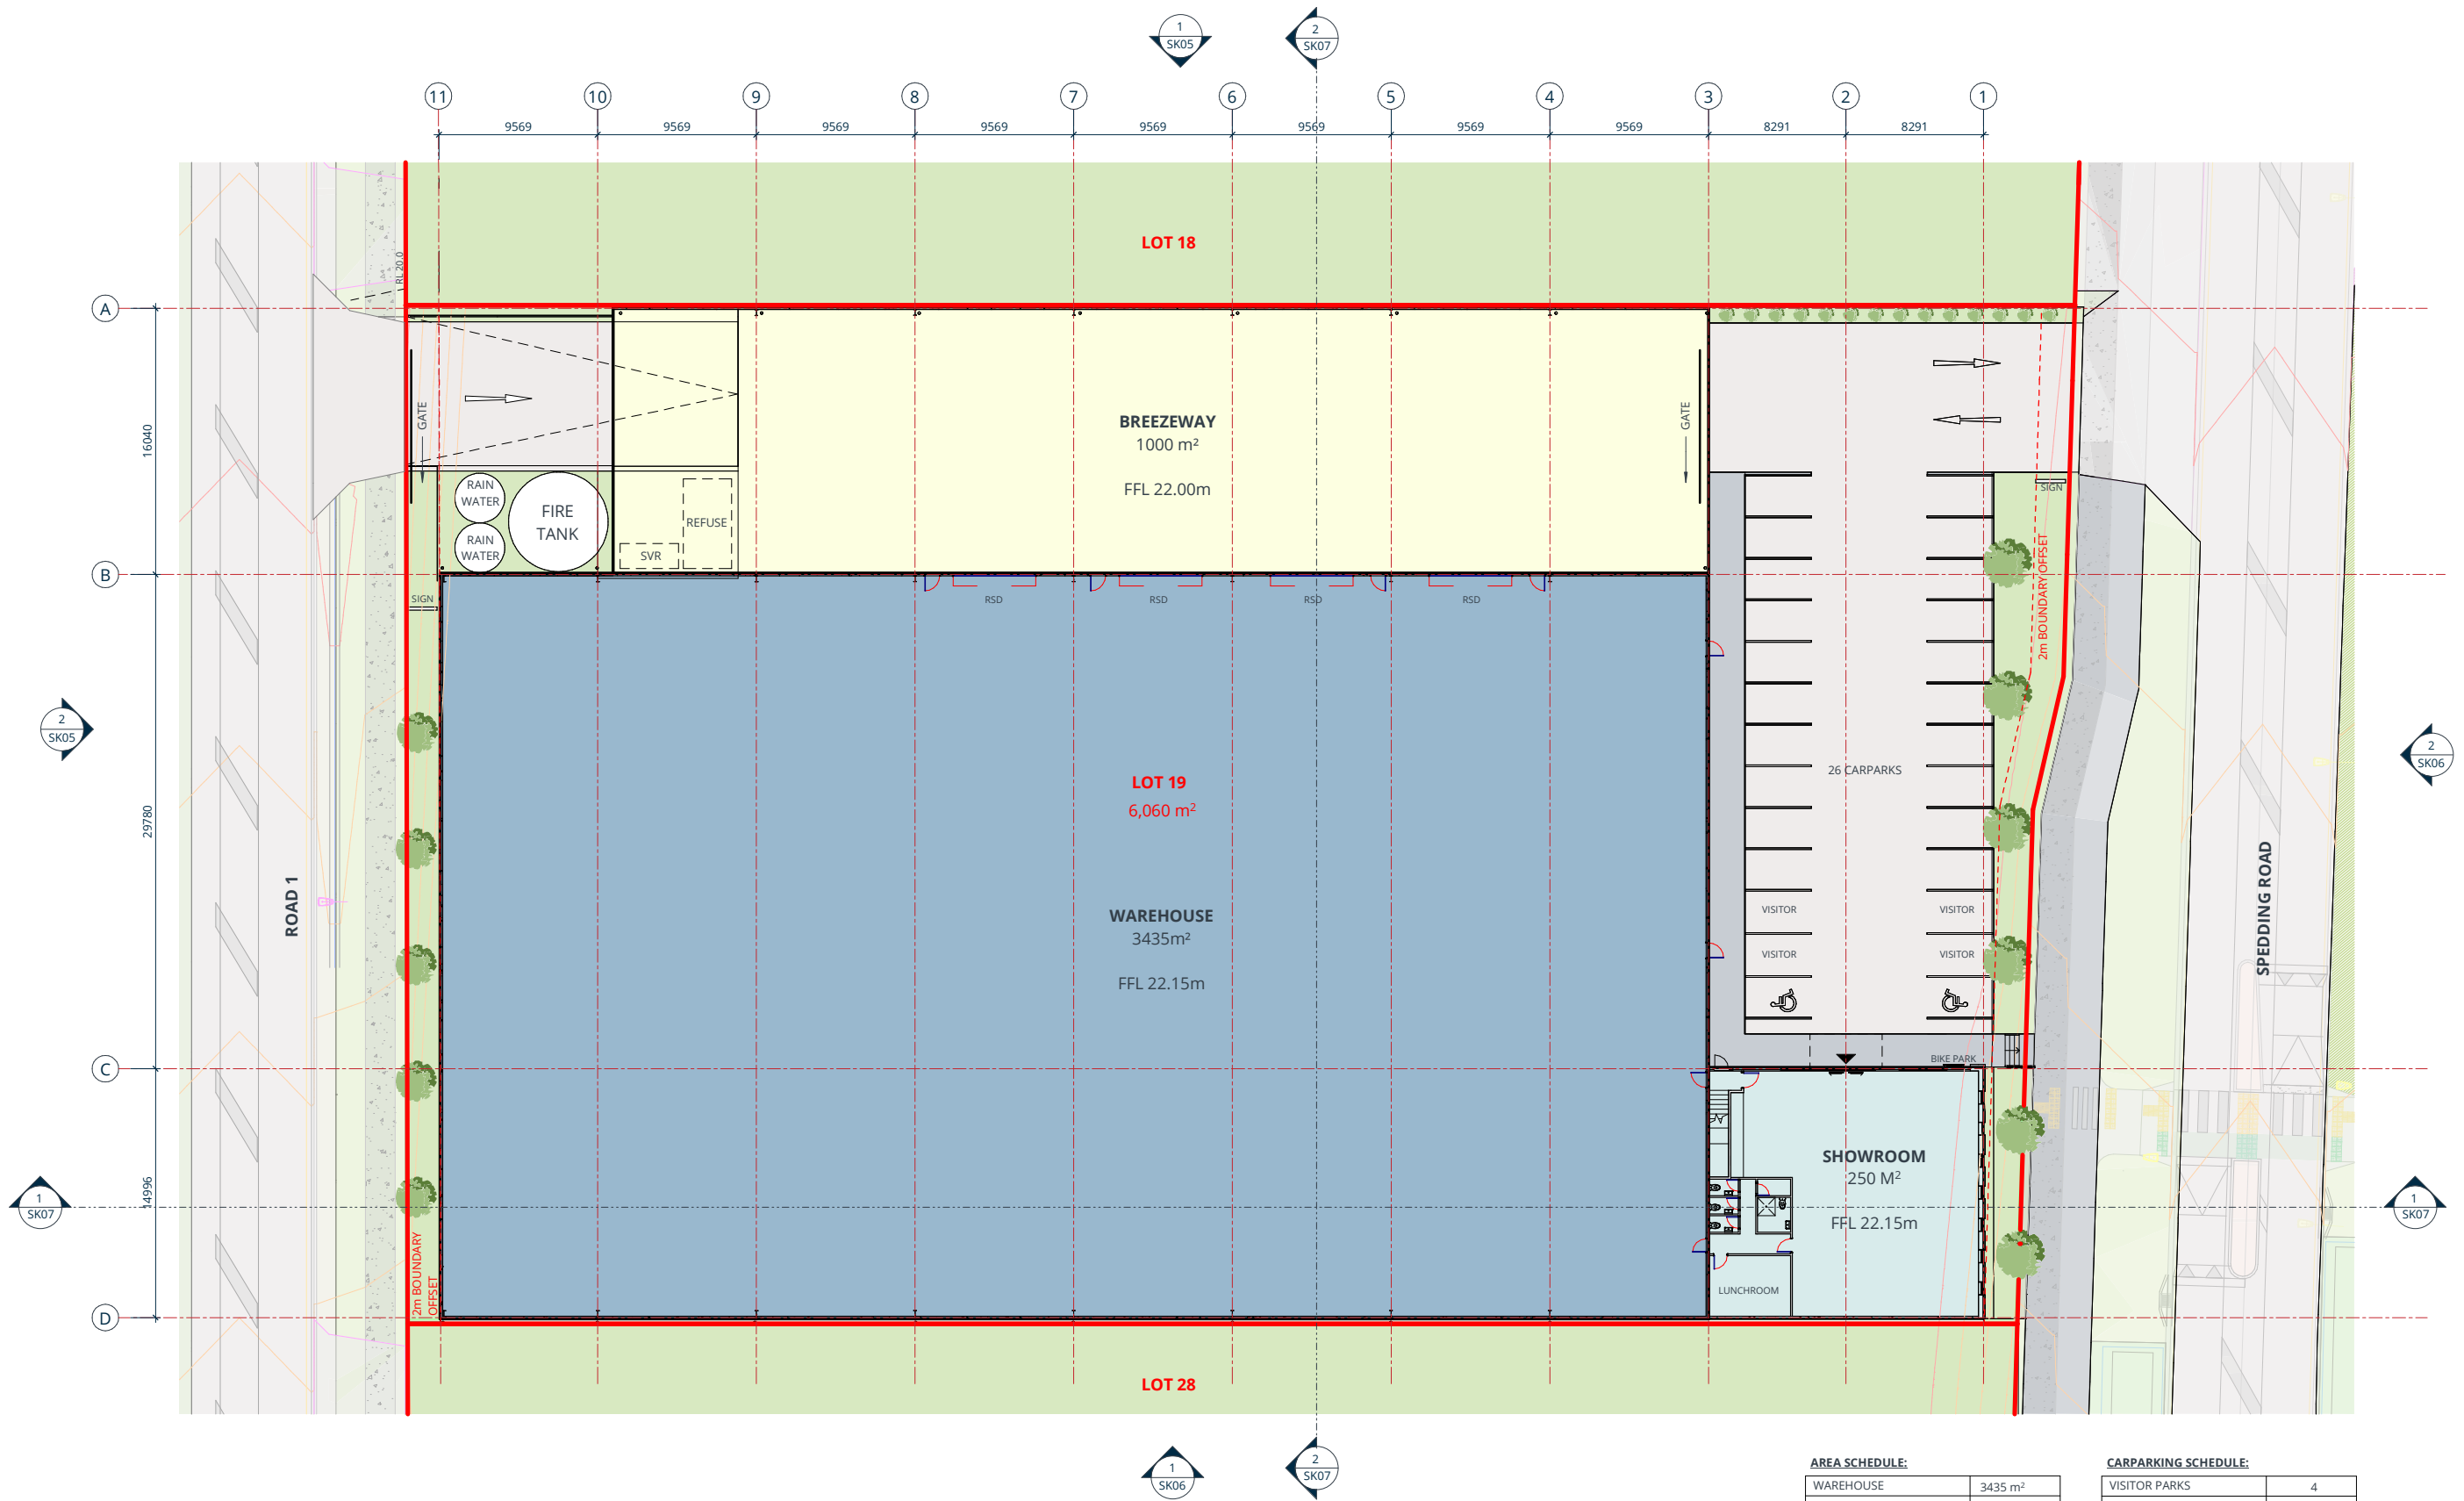 1
SK05
2
SK07
11
10
9
8
7
6
5
4
3
2
1
9569
9569
9569
9569
9569
9569
9569
9569
8291
8291
LOT 18
RL 20.0
A
16040
GATE
BREEZEWAY
1000 m²
FFL 22.00m
GATE
RAIN
WATER
RAIN
WATER
FIRE
TANK
REFUSE
SVR
SIGN
B
SIGN
RSD
RSD
RSD
RSD
2m BOUNDARY OFFSET
2
SK05
2
SK06
29780
LOT 19
6,060 m²
26 CARPARKS
ROAD 1
SPEDDING ROAD
WAREHOUSE
3435m²
FFL 22.15m
VISITOR
VISITOR
VISITOR
VISITOR
BIKE PARK
C
14996
SHOWROOM
250 M²
FFL 22.15m
1
SK07
1
SK07
2m BOUNDARY
OFFSET
LUNCHROOM
D
LOT 28
1
SK06
2
SK07
AREA SCHEDULE:
WAREHOUSE 3435 m²
CARPARKING SCHEDULE:
VISITOR PARKS 4